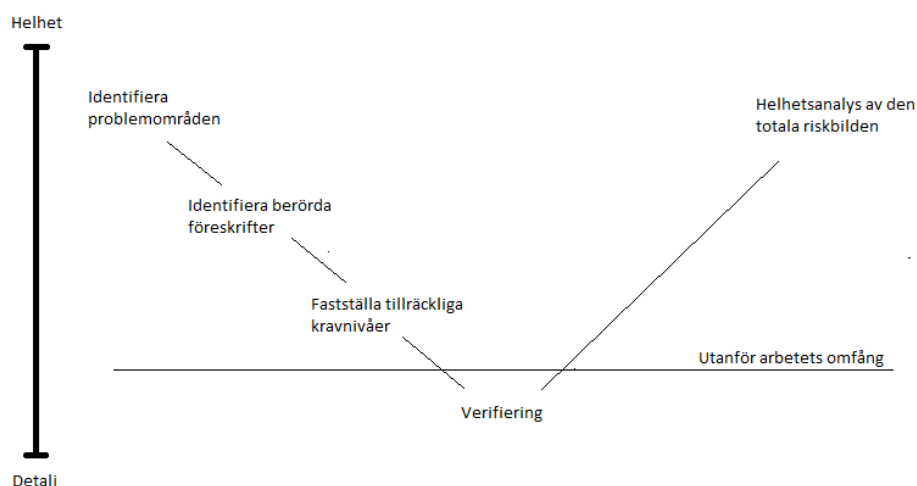 Helhet
Identifiera
problemområden
Helhetsanalys av den
totala riskbilden
Identifiera berörda
föreskrifter
Fastställa tillräckliga
kravnivåer
Utanför arbetets omfång
Verifiering
Detalj